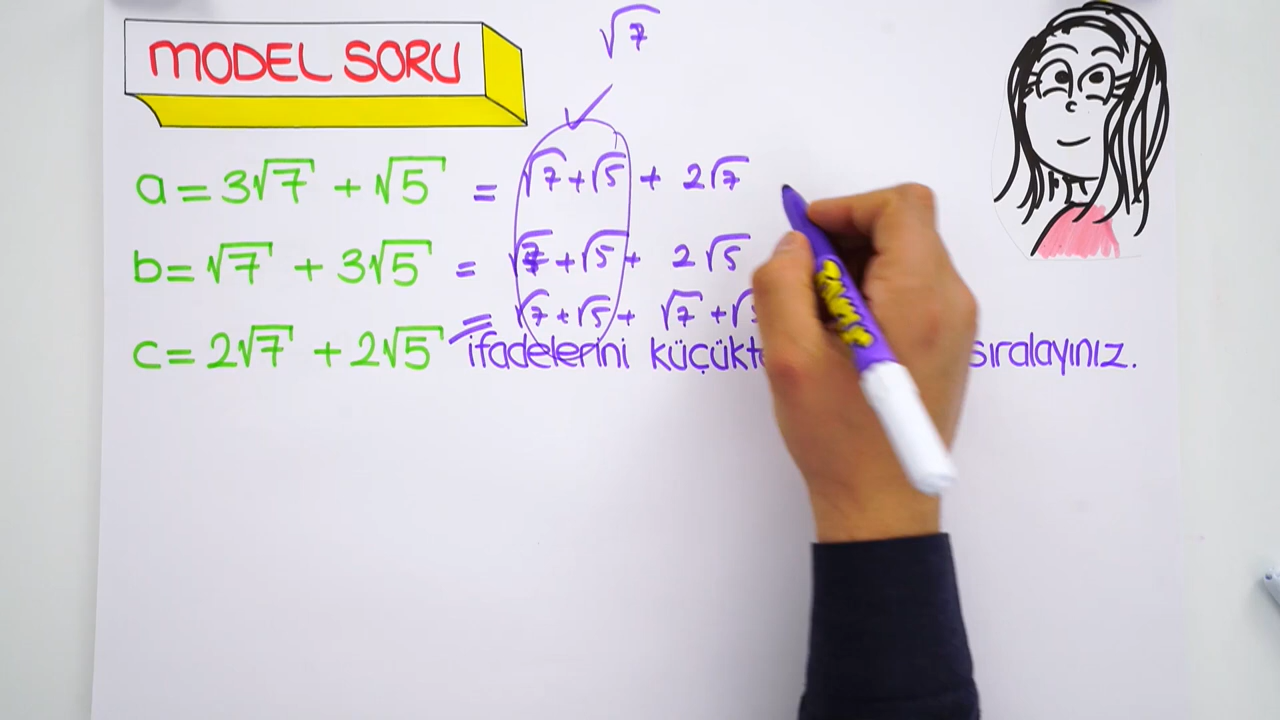 √7
MODEL SORU
a = 3√7 + √5 = √7 + √5 + 2√7
b = √7 + 3√5 = √7 + √5 + 2√5
= √7 + √5 + √7 +
c = 2√7 + 2√5 ifadelerini sıralayınız.